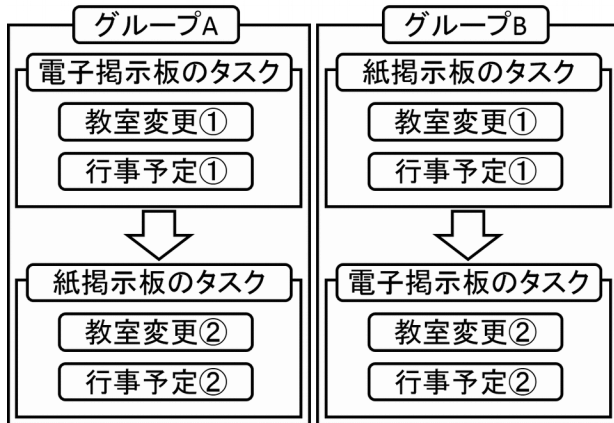 グループA
電子掲示板のタスク
教室変更①
行事予定①
紙掲示板のタスク
教室変更②
行事予定②
グループB
紙掲示板のタスク
教室変更①
行事予定①
電子掲示板のタスク
教室変更②
行事予定②